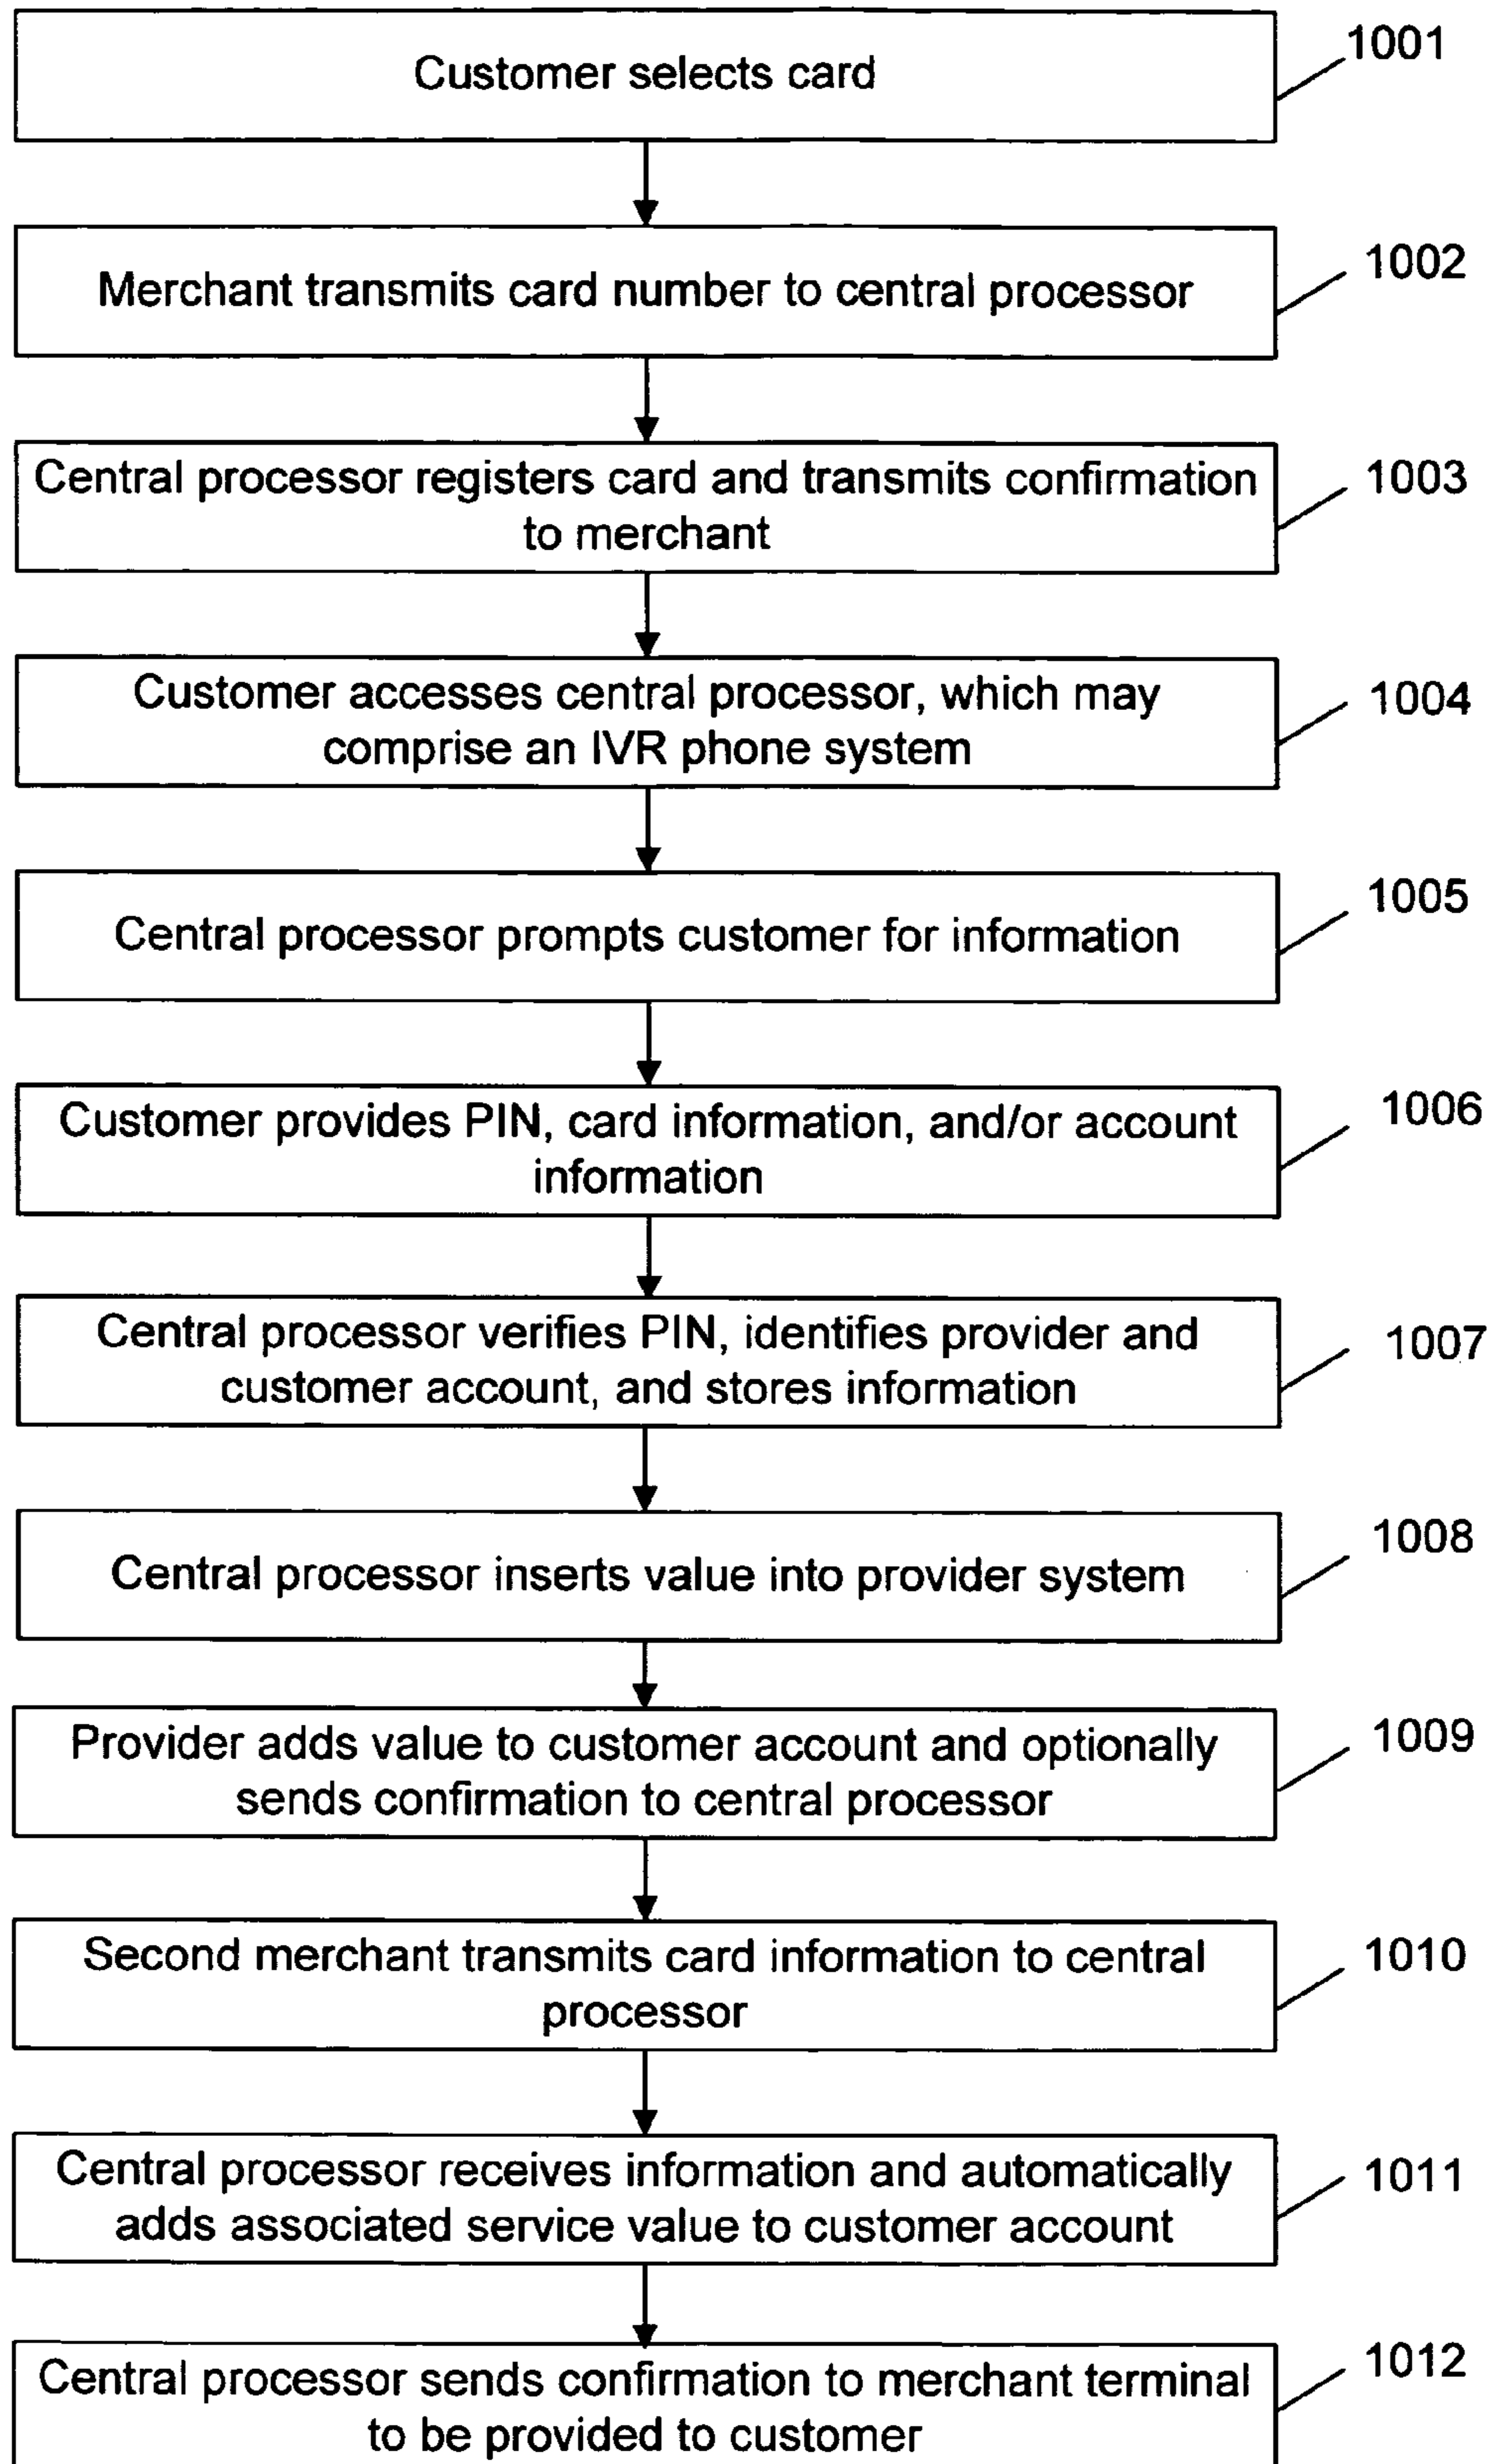 Customer selects card
1001
Merchant transmits card number to central processor
1002
Central processor registers card and transmits confirmation
to merchant
1003
Customer accesses central processor, which may
comprise an IVR phone system
1004
Central processor prompts customer for information
1005
Customer provides PIN, card information, and/or account
information
1006
Central processor verifies PIN, identifies provider and
customer account, and stores information
1007
Central processor inserts value into provider system
1008
Provider adds value to customer account and optionally
sends confirmation to central processor
1009
Second merchant transmits card information to central
processor
1010
Central processor receives information and automatically
adds associated service value to customer account
1011
Central processor sends confirmation to merchant terminal
to be provided to customer
1012